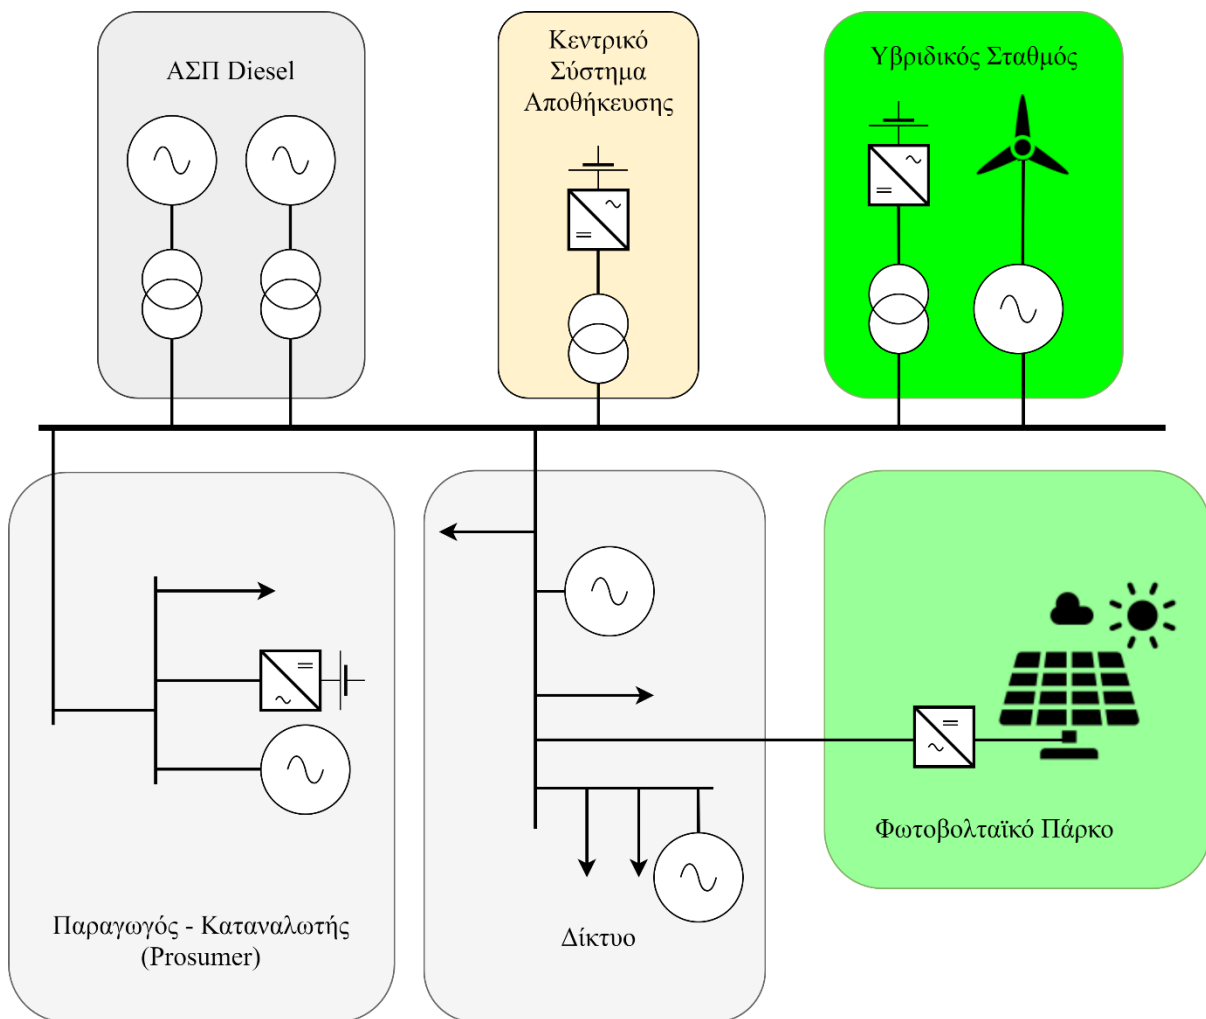 ΑΣΠ Diesel
Κεντρικό
Σύστημα
Αποθήκευσης
Υβριδικός Σταθμός
Παραγωγός - Καταναλωτής
(Prosumer)
Δίκτυο
Φωτοβολταϊκό Πάρκο